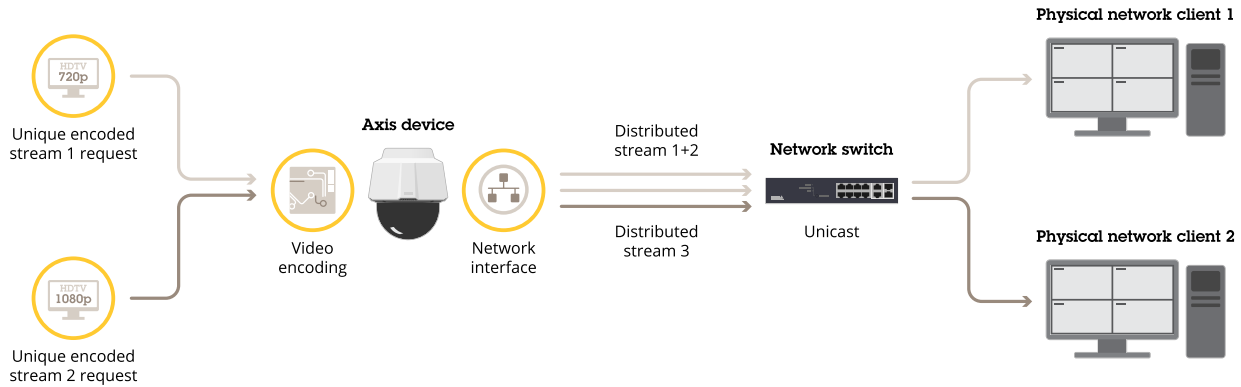 Physical network client 1
HDTV
720p
Unique encoded
stream 1 request
Axis device
Distributed
stream 1+2
Network switch
Video
encoding
Network
interface
Distributed
stream 3
Unicast
Physical network client 2
HDTV
1080p
Unique encoded
stream 2 request